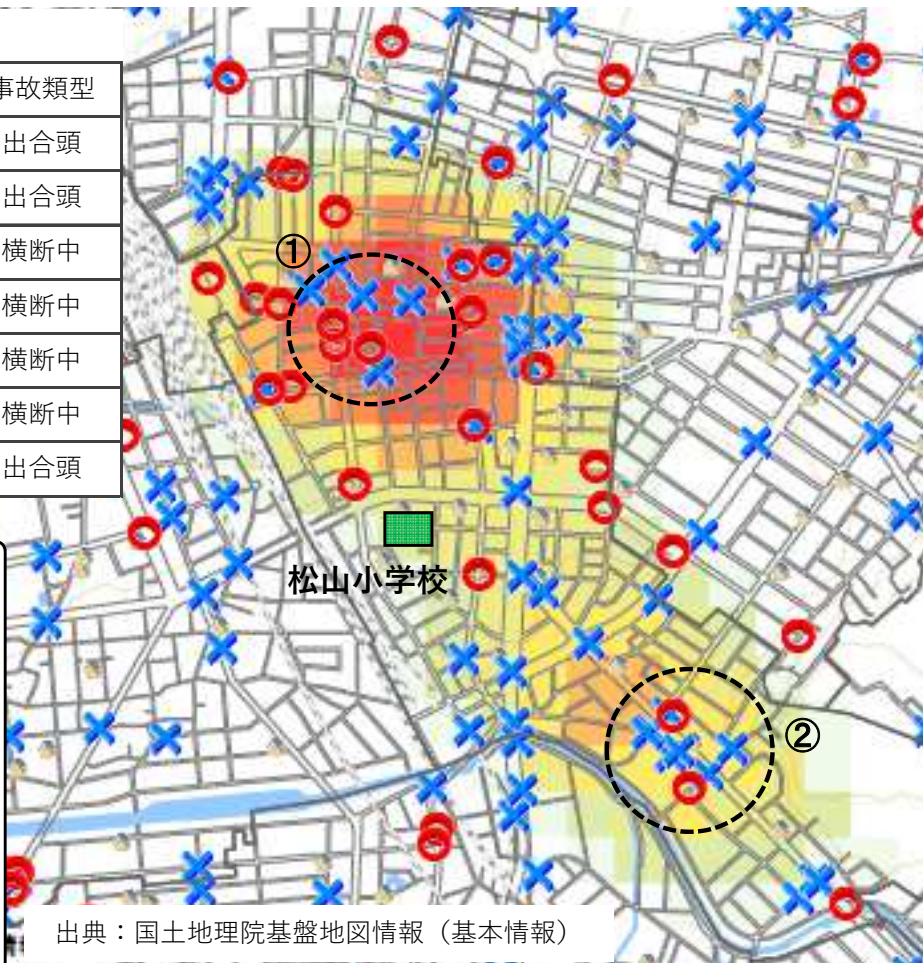 事故類型
出合頭
出合頭
横断中
横断中
横断中
横断中
出合頭
①
松山小学校
②
出典：国土地理院基盤地図情報（基本情報）